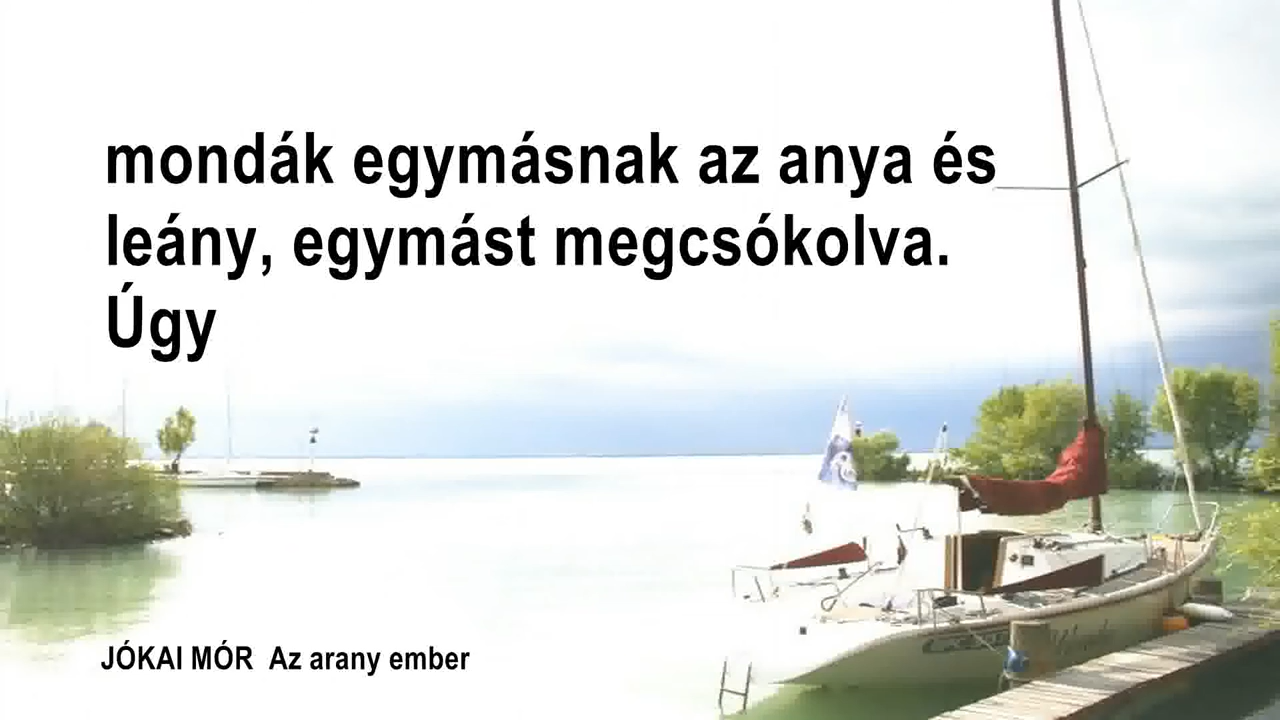 mondák egymásnak az anya és
leány, egymást megcsókolva.
Úgy
JÓKAI MÓR  Az arany ember